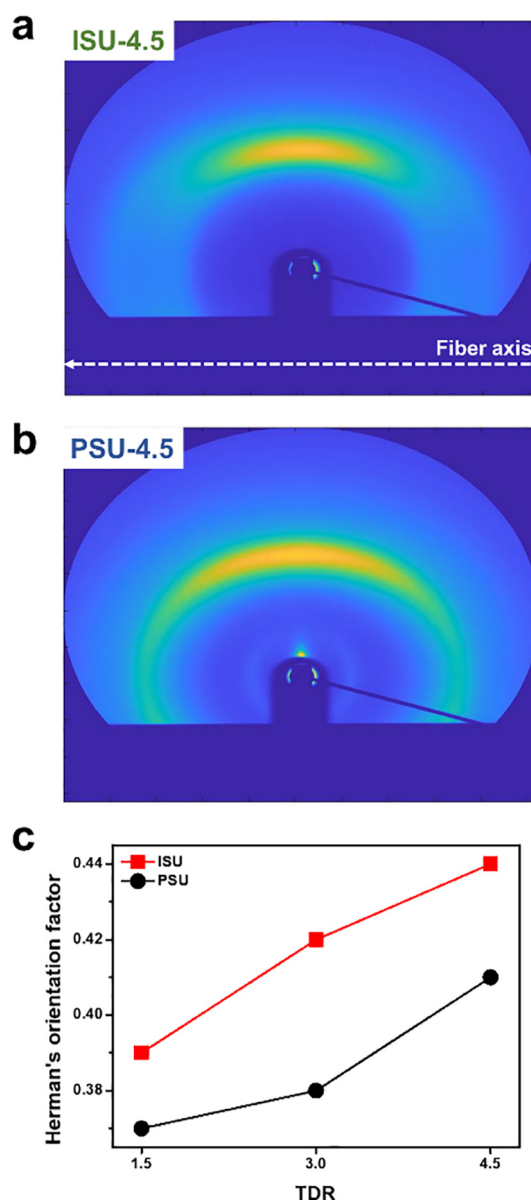 a
ISU-4.5
Fiber axis
b
PSU-4.5
c
ISU
PSU
0.44
0.42
0.40
0.38
Herman's orientation factor
1.5
3.0
4.5
TDR